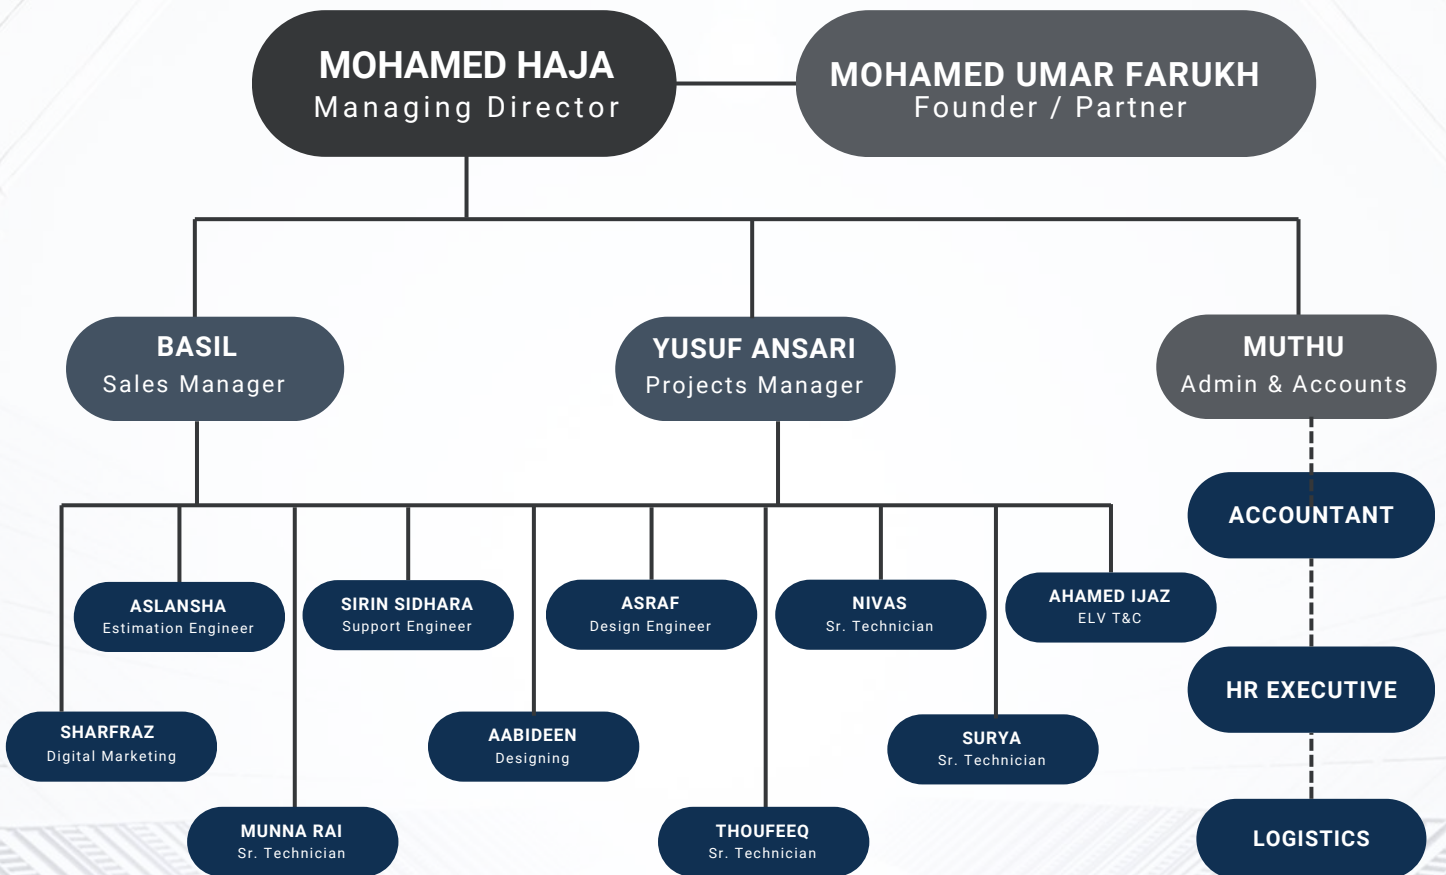 MOHAMED HAJA
Managing Director
MOHAMED UMAR FARUKH
Founder / Partner
BASIL
Sales Manager
YUSUF ANSARI
Projects Manager
MUTHU
Admin & Accounts
ACCOUNTANT
ASLANSHA
Estimation Engineer
SIRIN SIDHARA
Support Engineer
ASRAF
Design Engineer
NIVAS
Sr. Technician
AHAMED IJAZ
ELV T&C
HR EXECUTIVE
SHARFRAZ
Digital Marketing
AABIDEEN
Designing
SURYA
Sr. Technician
MUNNA RAI
Sr. Technician
THOUFEEQ
Sr. Technician
LOGISTICS